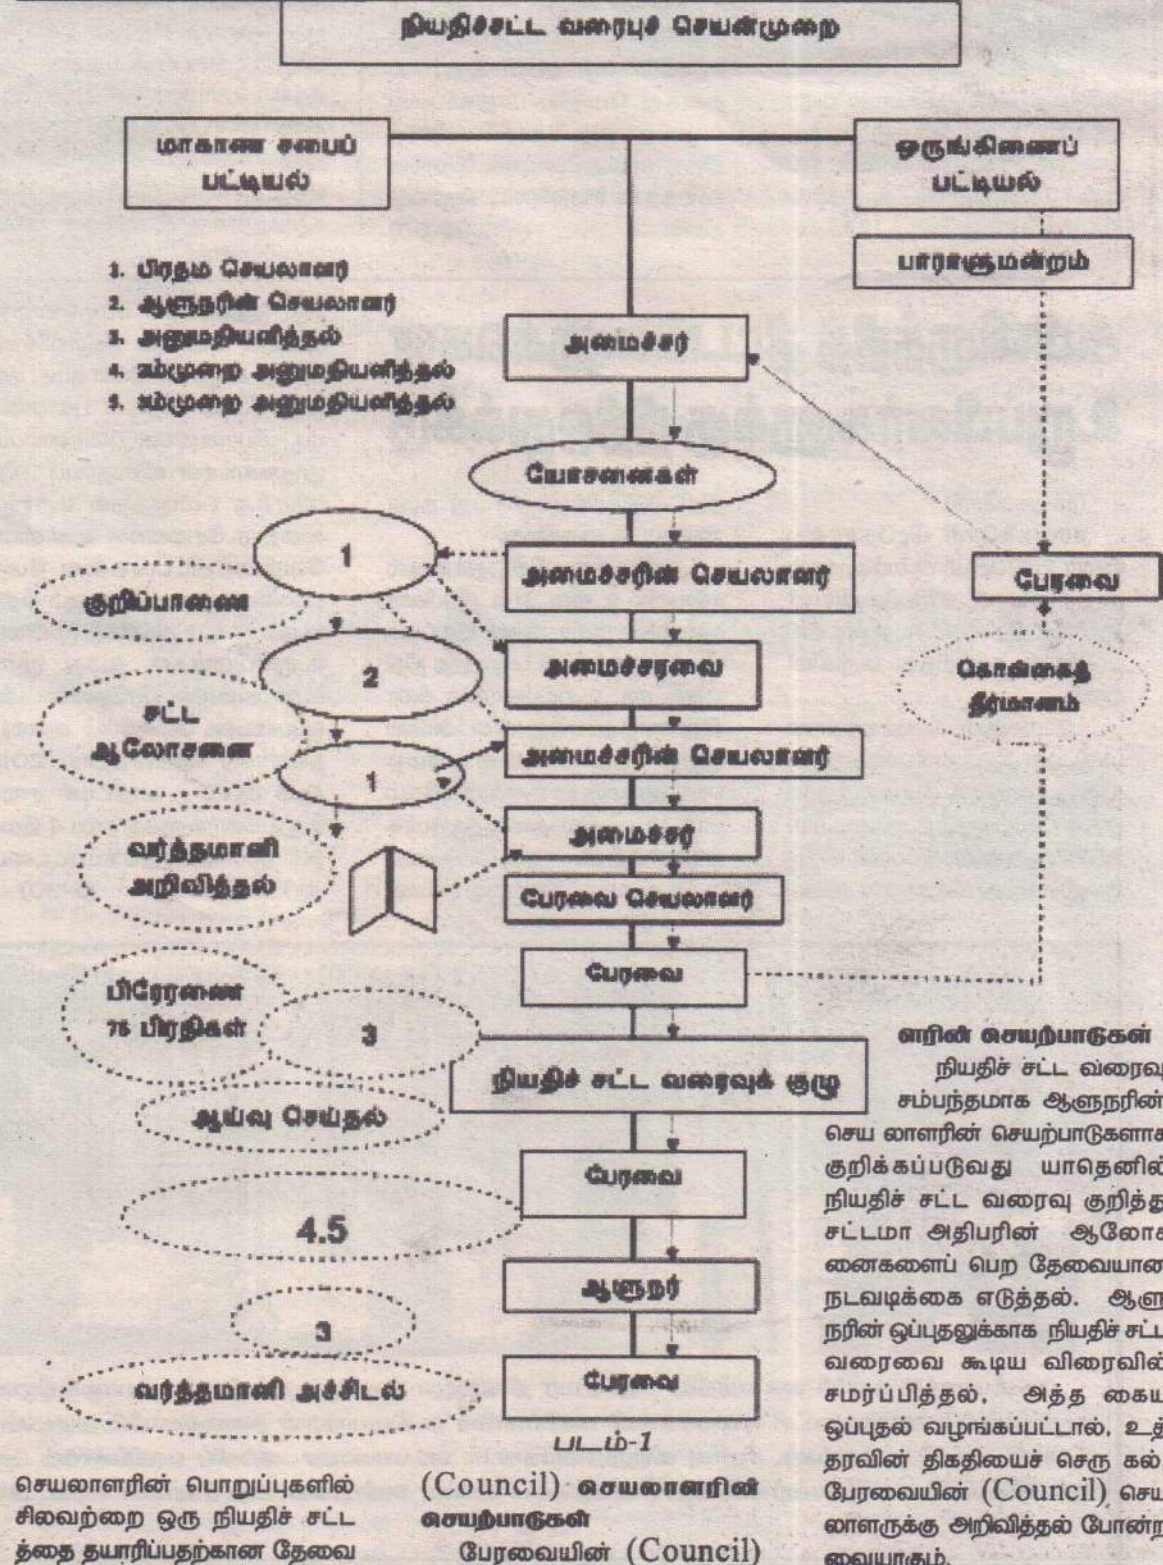 நியதிச்சட்ட வரைபுச் செயன்முறை
மாகாண சபைப்
பட்டியல்
ஒருங்கிணைப்
பட்டியல்
பாராளுமன்றம்
1. பிரதம செயலாளர்
2. ஆளுநரின் செயலாளர்
3. அனுமதியளித்தல்
4. 2ம்முறை அனுமதியளித்தல்
5. 3ம்முறை அனுமதியளித்தல்
அமைச்சர்
யோசனைகள்
1
அமைச்சரின் செயலாளர்
பேரவை
குறிப்பாணை
2
அமைச்சரவை
கொள்கைத்
தீர்மானம்
சட்ட
ஆலோசனை
அமைச்சரின் செயலாளர்
1
அமைச்சர்
வர்த்தமானி
அறிவித்தல்
பேரவை செயலாளர்
பேரவை
பிரேரணை
75 பிரதிகள்
3
நியதிச் சட்ட வரைவுக் குழு
ஆய்வு செய்தல்
பேரவை
4.5
ஆளுநர்
3
பேரவை
வர்த்தமானி அச்சிடல்
படம்-1
செயலாளரின் பொறுப்புகளில்
சிலவற்றை ஒரு நியதிச் சட்ட
த்தை தயாரிப்பதற்கான தேவை
(Council) செயலாளரின்
செயற்பாடுகள்
பேரவையின் (Council)
ளரின் செயற்பாடுகள்
நியதிச் சட்ட வரைவு
சம்பந்தமாக ஆளுநரின்
செய லாளரின் செயற்பாடுகளாக
குறிக்கப்படுவது யாதெனில்
நியதிச் சட்ட வரைவு குறித்து
சட்டமா அதிபரின் ஆலோச
னைகளைப் பெற தேவையான
நடவடிக்கை எடுத்தல். ஆளு
நரின் ஒப்புதலுக்காக நியதிச் சட்ட
வரைவை கூடிய விரைவில்
சமர்ப்பித்தல், அத்த கைய
ஒப்புதல் வழங்கப்பட்டால், உத்
தரவின் திகதியைச் செரு கல்,
பேரவையின் (Council) செய
லாளருக்கு அறிவித்தல் போன்ற
வையாகும்.